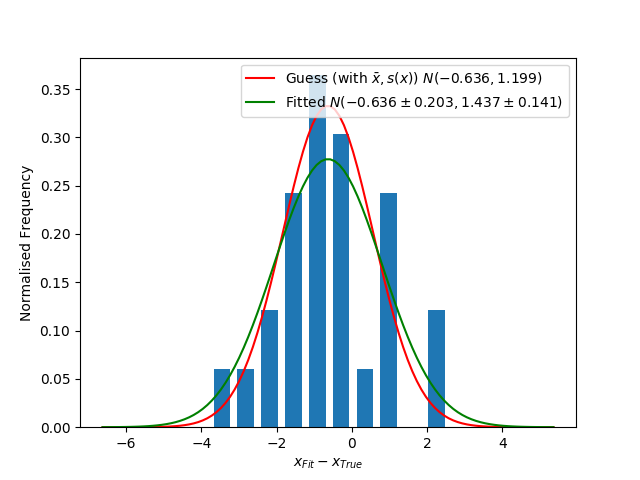 Guess (with x̄, s(x)) N(−0.636, 1.199)
Fitted N(−0.636 ± 0.203, 1.437 ± 0.141)
Normalised Frequency
0.35
0.30
0.25
0.20
0.15
0.10
0.05
0.00
−6 −4 −2 0 2 4
x_Fit − x_True